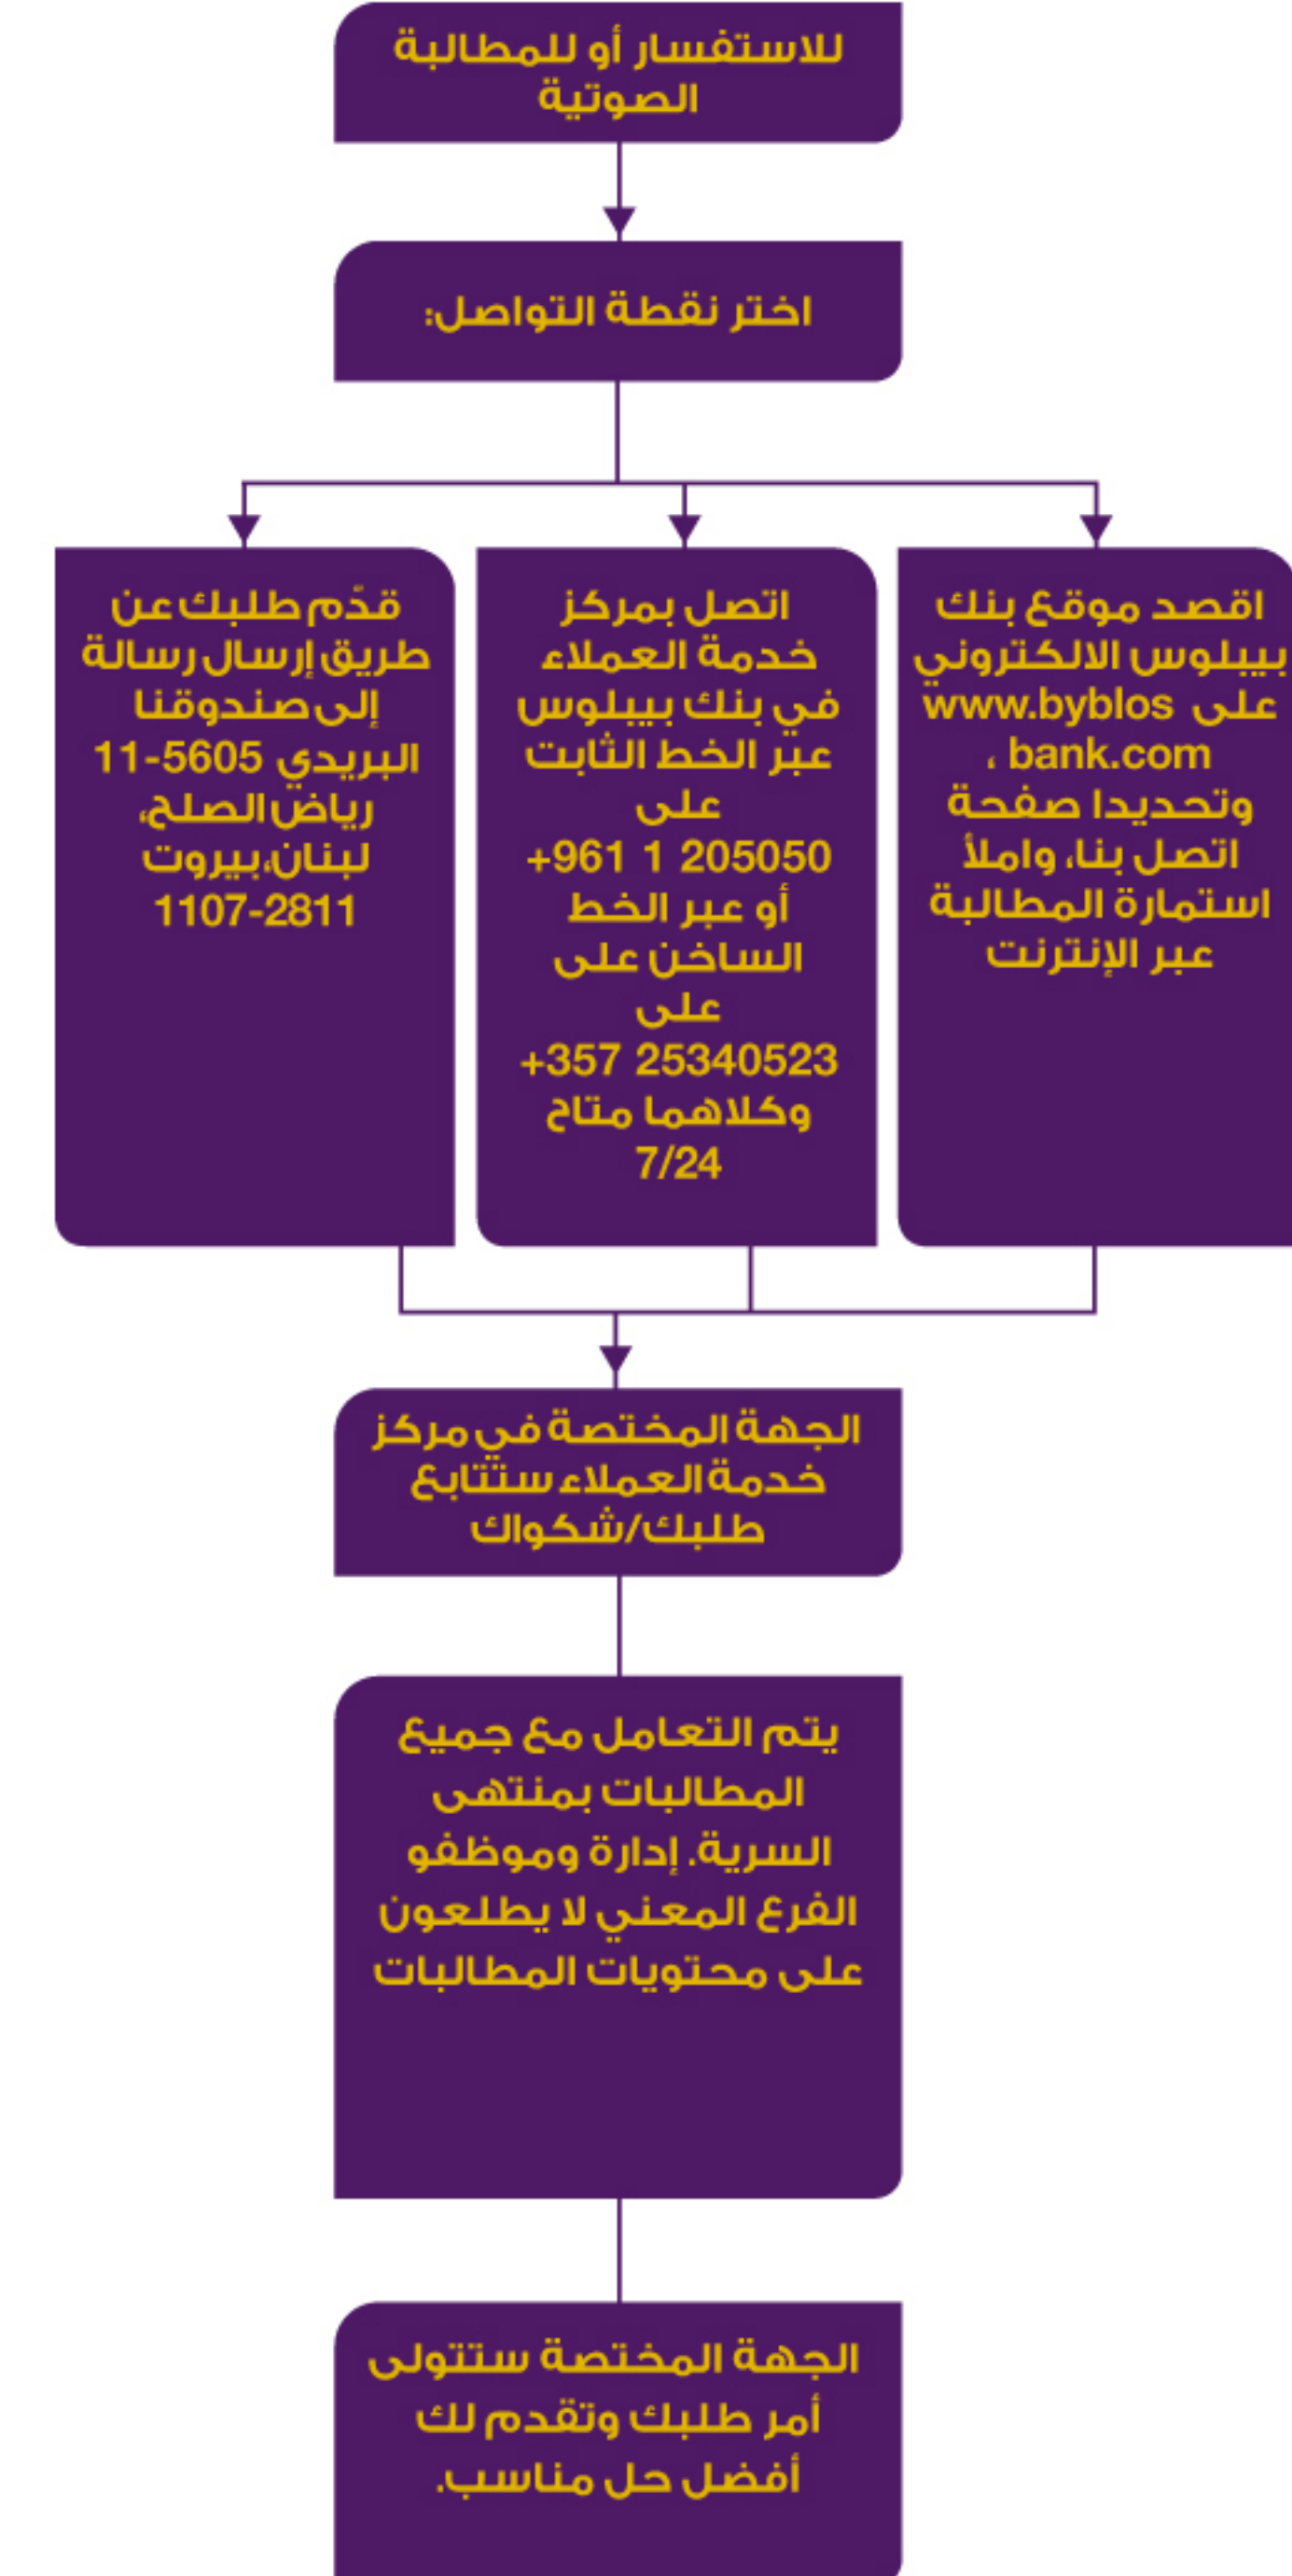 للاستفسار أو للمطالبة
الصوتية
اختر نقطة التواصل:
اقصد موقع بنك
بيبلوس الالكتروني
على www.byblos
bank.com ،
وتحديدا صفحة
اتصل بنا، واملأ
استمارة المطالبة
عبر الإنترنت
اتصل بمركز
خدمة العملاء
في بنك بيبلوس
عبر الخط الثابت
على
+961 1 205050
أو عبر الخط
الساخن على
على
+357 25340523
وكلاهما متاح
7/24
قدّم طلبك عن
طريق إرسال رسالة
إلى صندوقنا
البريدي 5605-11
رياض الصلح،
لبنان،بيروت
1107-2811
الجهة المختصة في مركز
خدمة العملاء ستتابع
طلبك/شكواك
يتم التعامل مع جميع
المطالبات بمنتهى
السرية. إدارة وموظفو
الفرع المعني لا يطلعون
على محتويات المطالبات
الجهة المختصة ستتولى
أمر طلبك وتقدم لك
أفضل حل مناسب.